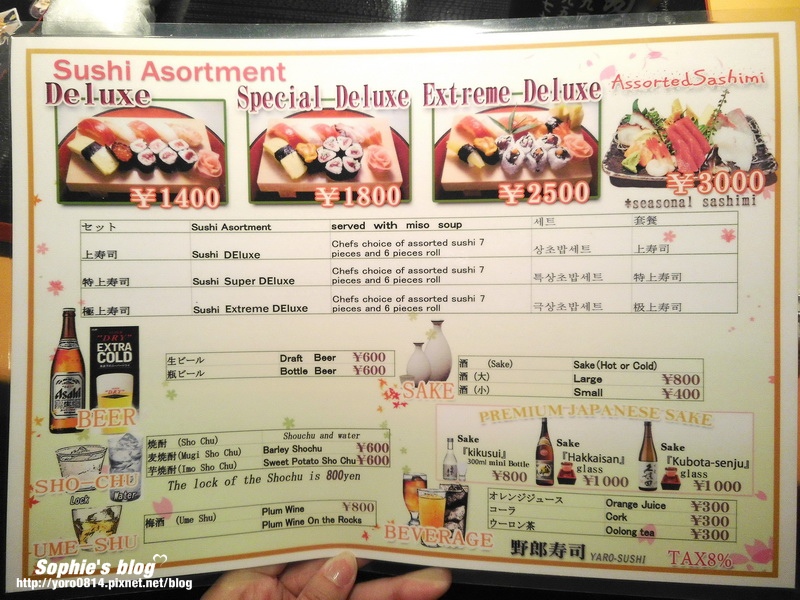 Sushi Asortment
Deluxe
Special Deluxe
Extreme Deluxe
Assorted Sashimi
¥1400
¥1800
¥2500
¥3000
*seasonal sashimi
セット Sushi Asortment served with miso soup 세트 套餐
上寿司 Sushi DEluxe Chefs choice of assorted sushi 7 pieces and 6 pieces roll 상초밥세트 上寿司
特上寿司 Sushi Super DEluxe Chefs choice of assorted sushi 7 pieces and 6 pieces roll 특상초밥세트 特上寿司
極上寿司 Sushi Extreme DEluxe Chefs choice of assorted sushi 7 pieces and 6 pieces roll 극상초밥세트 极上寿司
"DRY"
EXTRA
COLD
Asahi
BEER
生ビール Draft Beer ¥600
瓶ビール Bottle Beer ¥600
SAKE
酒 (Sake) Sake(Hot or Cold)
酒 (大) Large ¥800
酒 (小) Small ¥400
PREMIUM JAPANESE SAKE
Sake
『kikusui』
300ml mini Bottle
¥800
Sake
『Hakkaisan』
glass
¥1000
Sake
『Kubota-senju』
glass
¥1000
SHO-CHU
Lock
Water
焼酎 (Sho Chu) Shouchu and water
麦焼酎(Mugi Sho Chu) Barley Shochu ¥600
芋焼酎(Imo Sho Chu) Sweet Potato Sho Chu ¥600
The lock of the Shochu is 800yen
UME-SHU
梅酒 (Ume Shu) Plum Wine ¥800
Plum Wine On the Rocks
BEVERAGE
オレンジジュース Orange Juice ¥300
コーラ Cork ¥300
ウーロン茶 Oolong tea ¥300
野郎寿司 YARO-SUSHI TAX8%
Sophie's blog
http://yoro0814.pixnet.net/blog